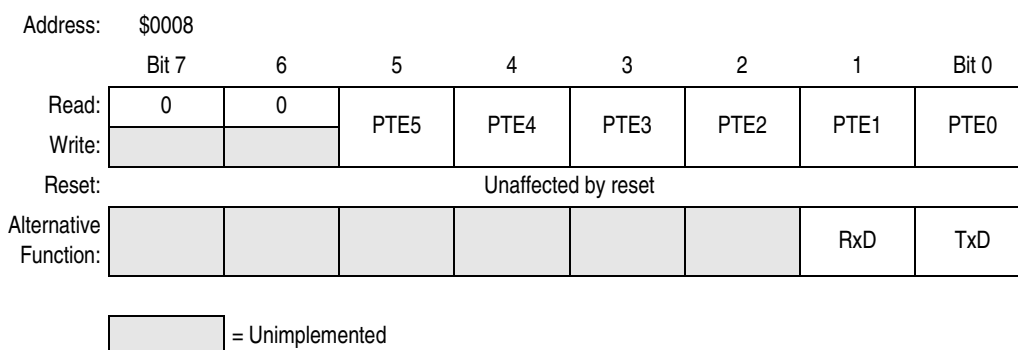 Address: $0008
Bit 7 6 5 4 3 2 1 Bit 0
Read: 0 0 PTE5 PTE4 PTE3 PTE2 PTE1 PTE0
Write:
Reset: Unaffected by reset
Alternative
Function: RxD TxD
= Unimplemented